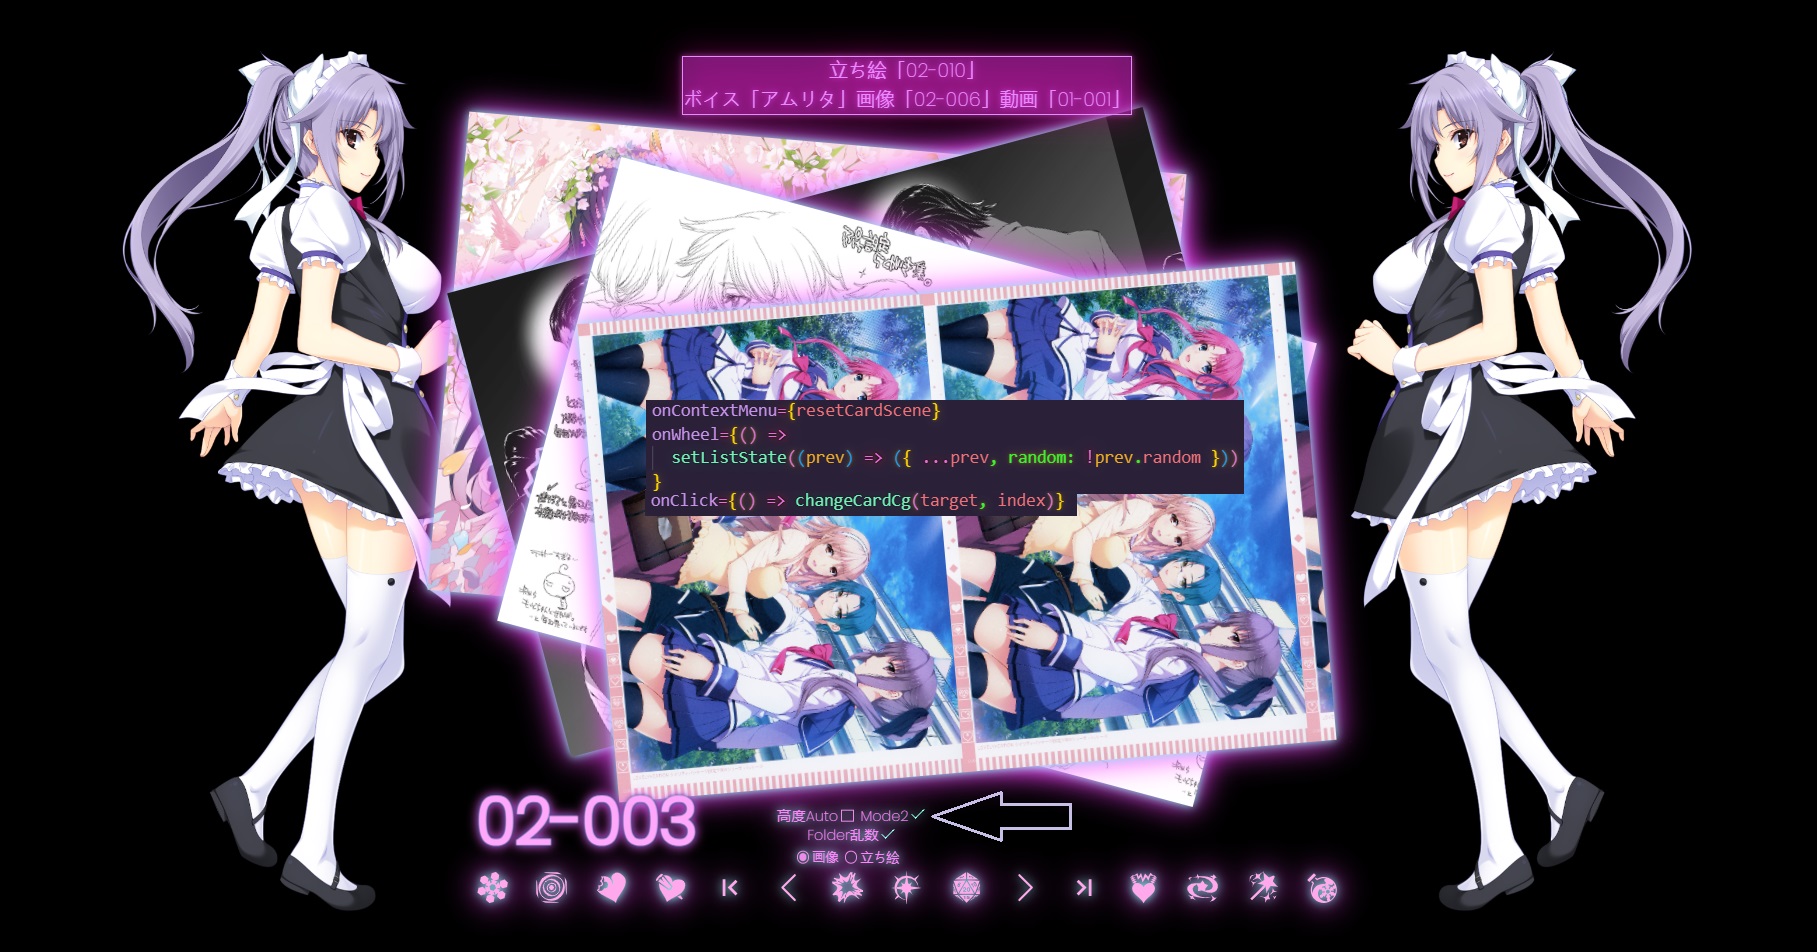 立ち絵「02-010」
ボイス「アムリタ」画像「02-006」動画「01-001」
onContextMenu={resetCardScene}
onWheel={() =>
setListState((prev) => ({ ...prev, random: !prev.random }))
}
onClick={() => changeCardCg(target, index)}
02-003
高度Auto Mode2
Folder乱数
画像 立ち絵